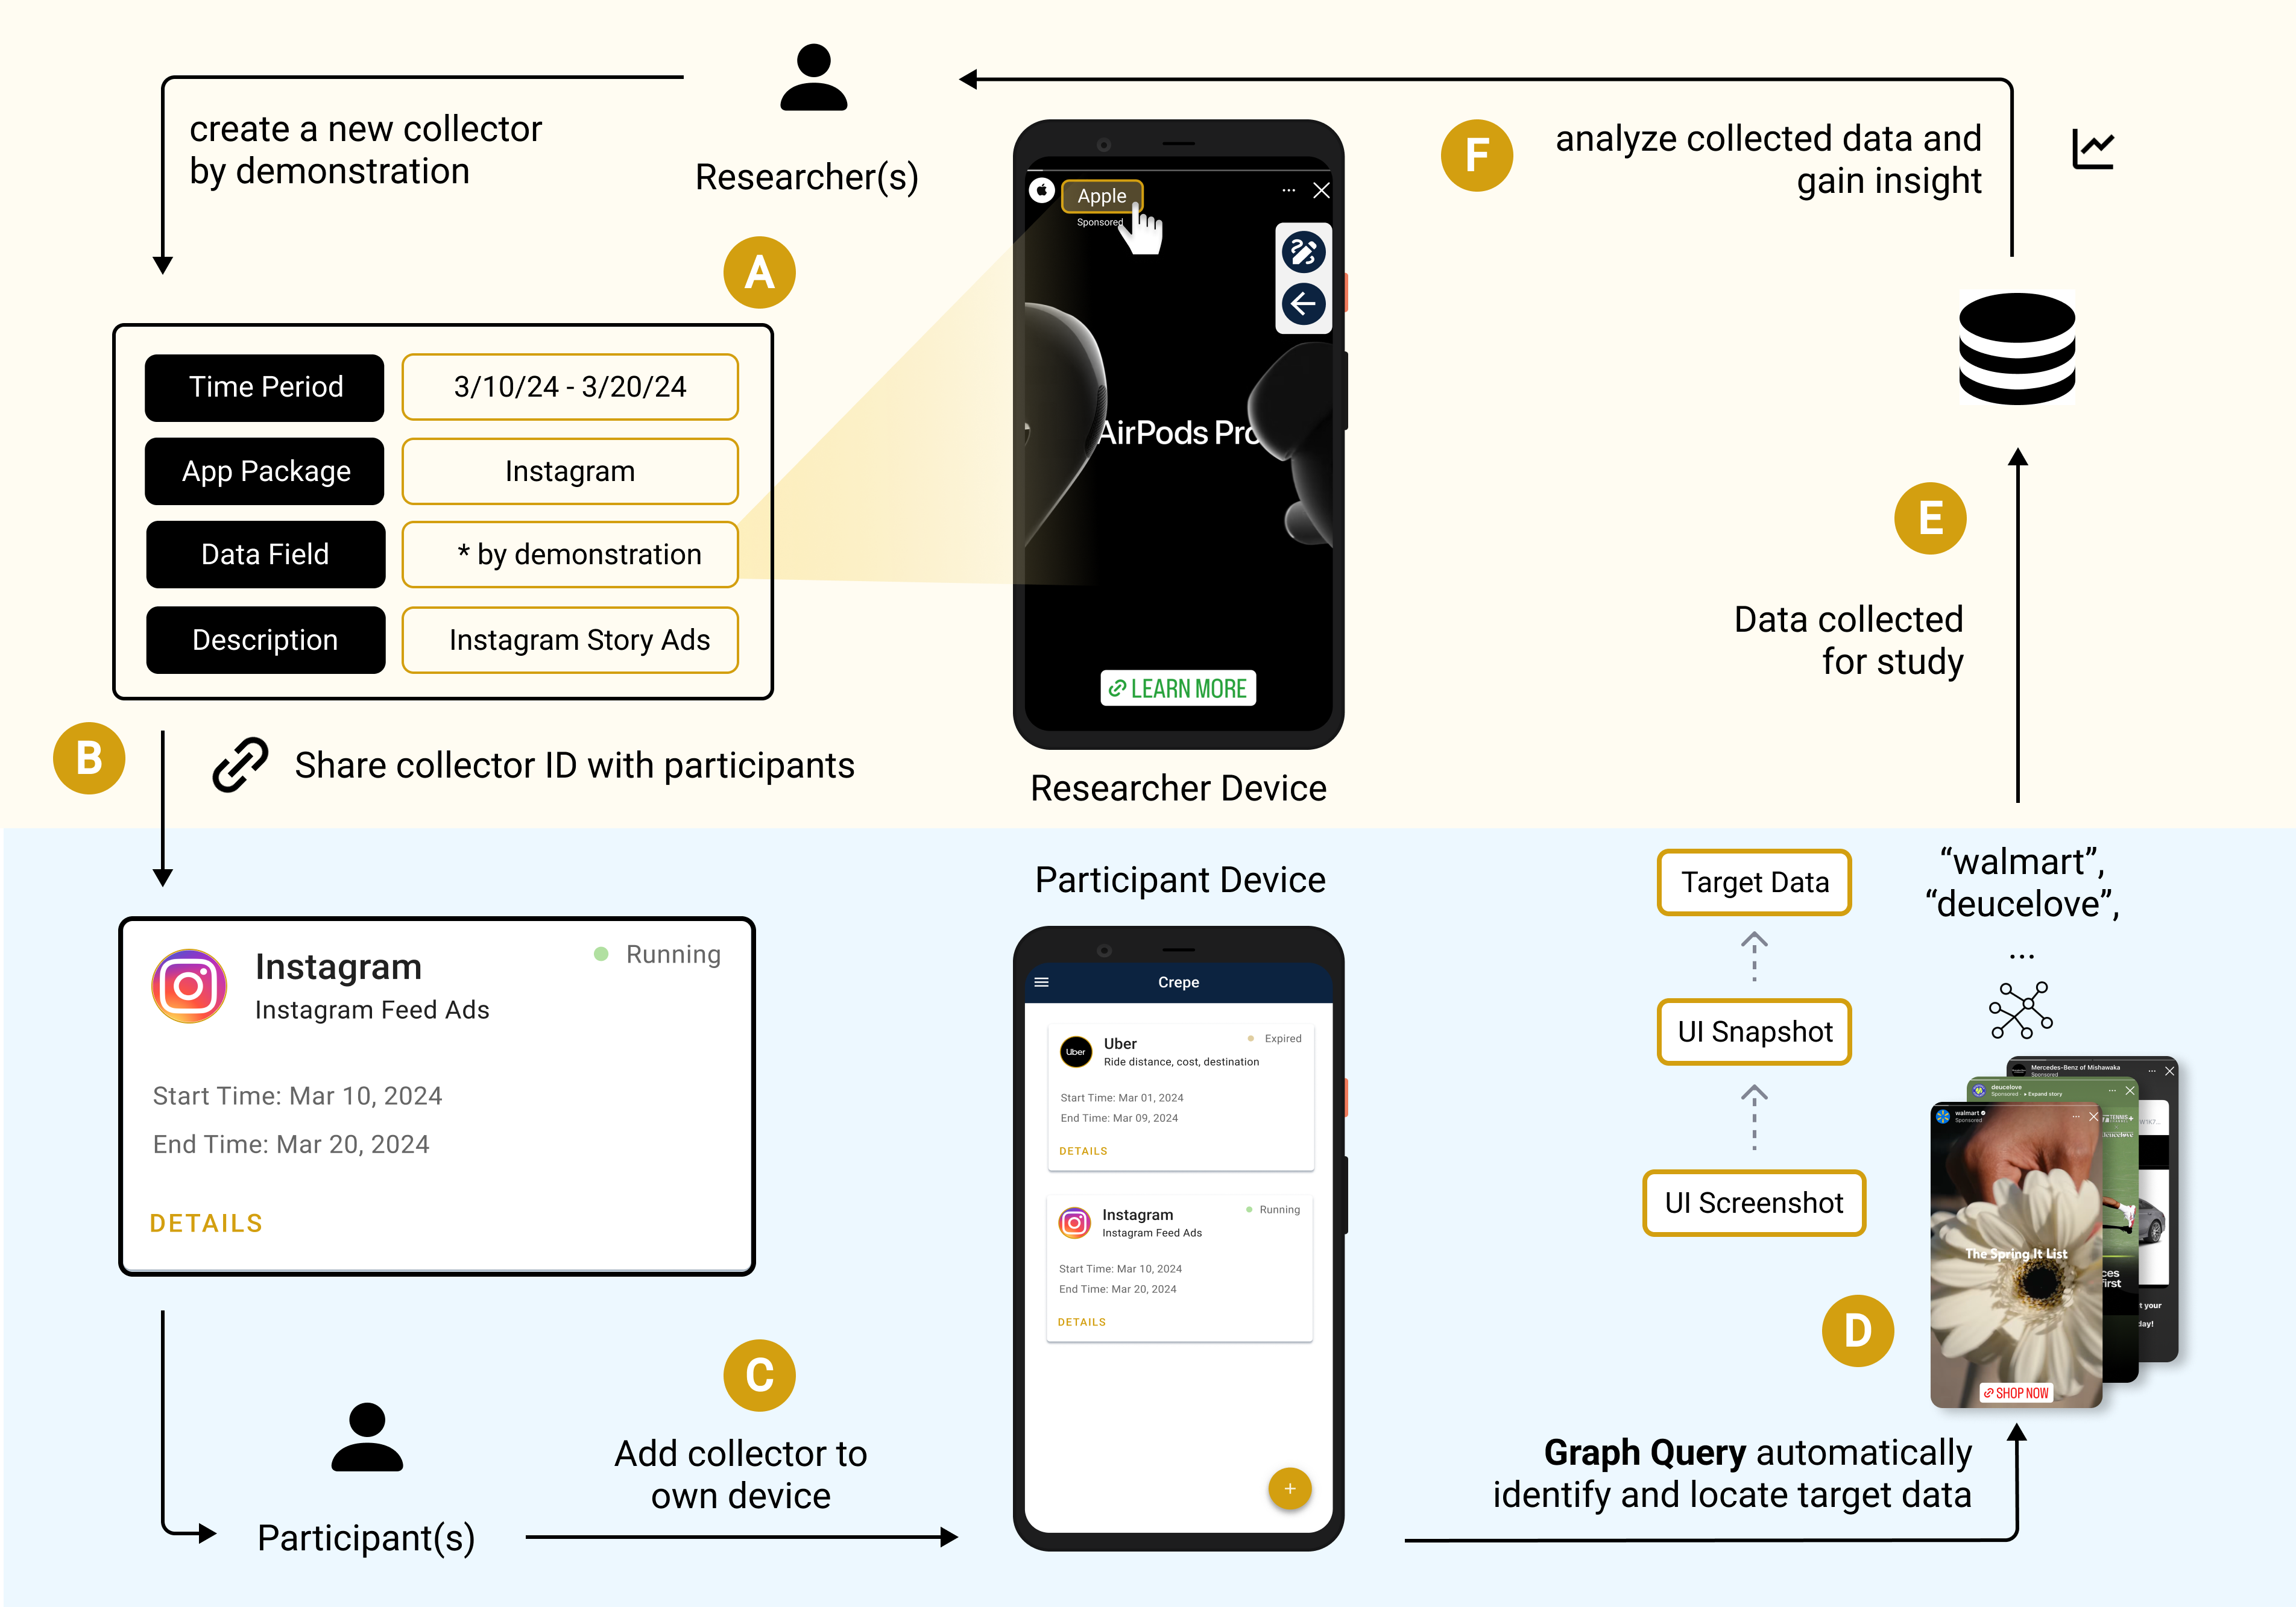 create a new collector
by demonstration
Researcher(s)
A
Time Period
3/10/24 - 3/20/24
App Package
Instagram
Data Field
* by demonstration
Description
Instagram Story Ads
Apple
Sponsored
AirPods Pro
LEARN MORE
Researcher Device
F
analyze collected data and
gain insight
E
Data collected
for study
B
Share collector ID with participants
Instagram
Running
Instagram Feed Ads
Start Time: Mar 10, 2024
End Time: Mar 20, 2024
DETAILS
Participant(s)
C
Add collector to
own device
Participant Device
Crepe
Uber
Uber
Expired
Ride distance, cost, destination
Start Time: Mar 01, 2024
End Time: Mar 09, 2024
DETAILS
Instagram
Running
Instagram Feed Ads
Start Time: Mar 10, 2024
End Time: Mar 20, 2024
DETAILS
+
Target Data
UI Snapshot
UI Screenshot
“walmart”,
“deucelove”,
...
Mercedes-Benz of Mishawaka
Sponsored
deucelove
Sponsored · ▸ Expand story
walmart
Sponsored
The Spring It List
SHOP NOW
D
Graph Query automatically
identify and locate target data